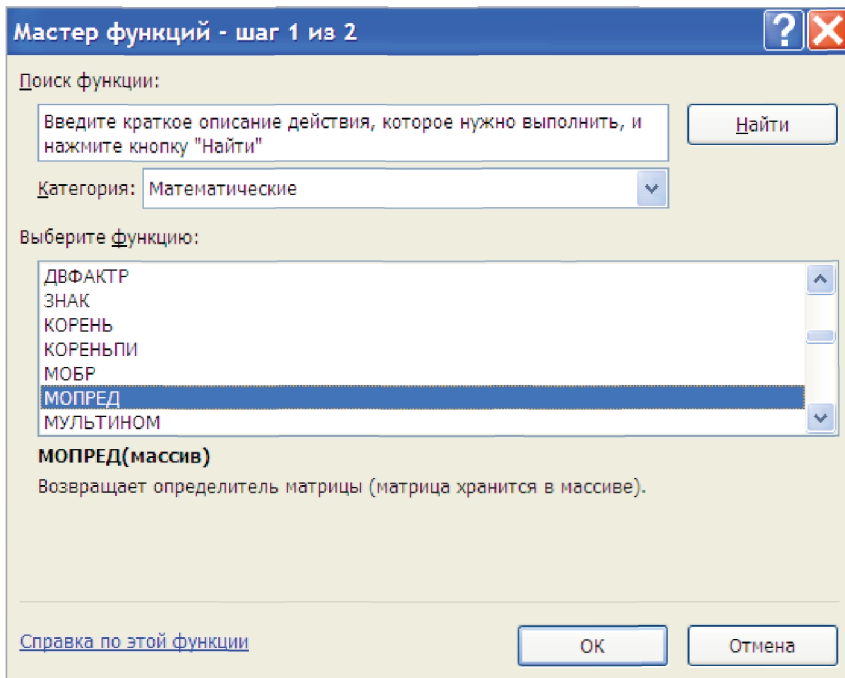 Мастер функций - шаг 1 из 2
Поиск функции:
Введите краткое описание действия, которое нужно выполнить, и
нажмите кнопку "Найти"
Найти
Категория: Математические
Выберите функцию:
ДВФАКТР
ЗНАК
КОРЕНЬ
КОРЕНЬПИ
МОБР
МОПРЕД
МУЛЬТИНОМ
МОПРЕД(массив)
Возвращает определитель матрицы (матрица хранится в массиве).
Справка по этой функции
ОК
Отмена